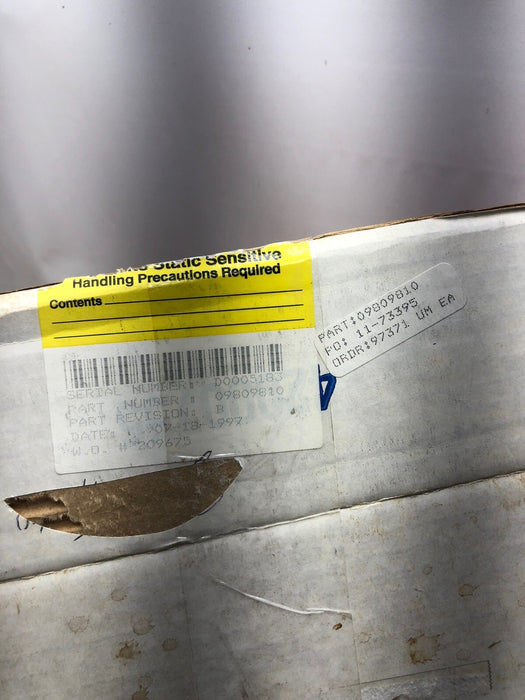 Static Sensitive
Handling Precautions Required
Contents
SERIAL NUMBER: D0005183
PART NUMBER : 09809810
PART REVISION: B
DATE: 07-18-1997
W.O. # 209675
PART:09809810
PO: 11-73395
ORDR:97371 UM EA